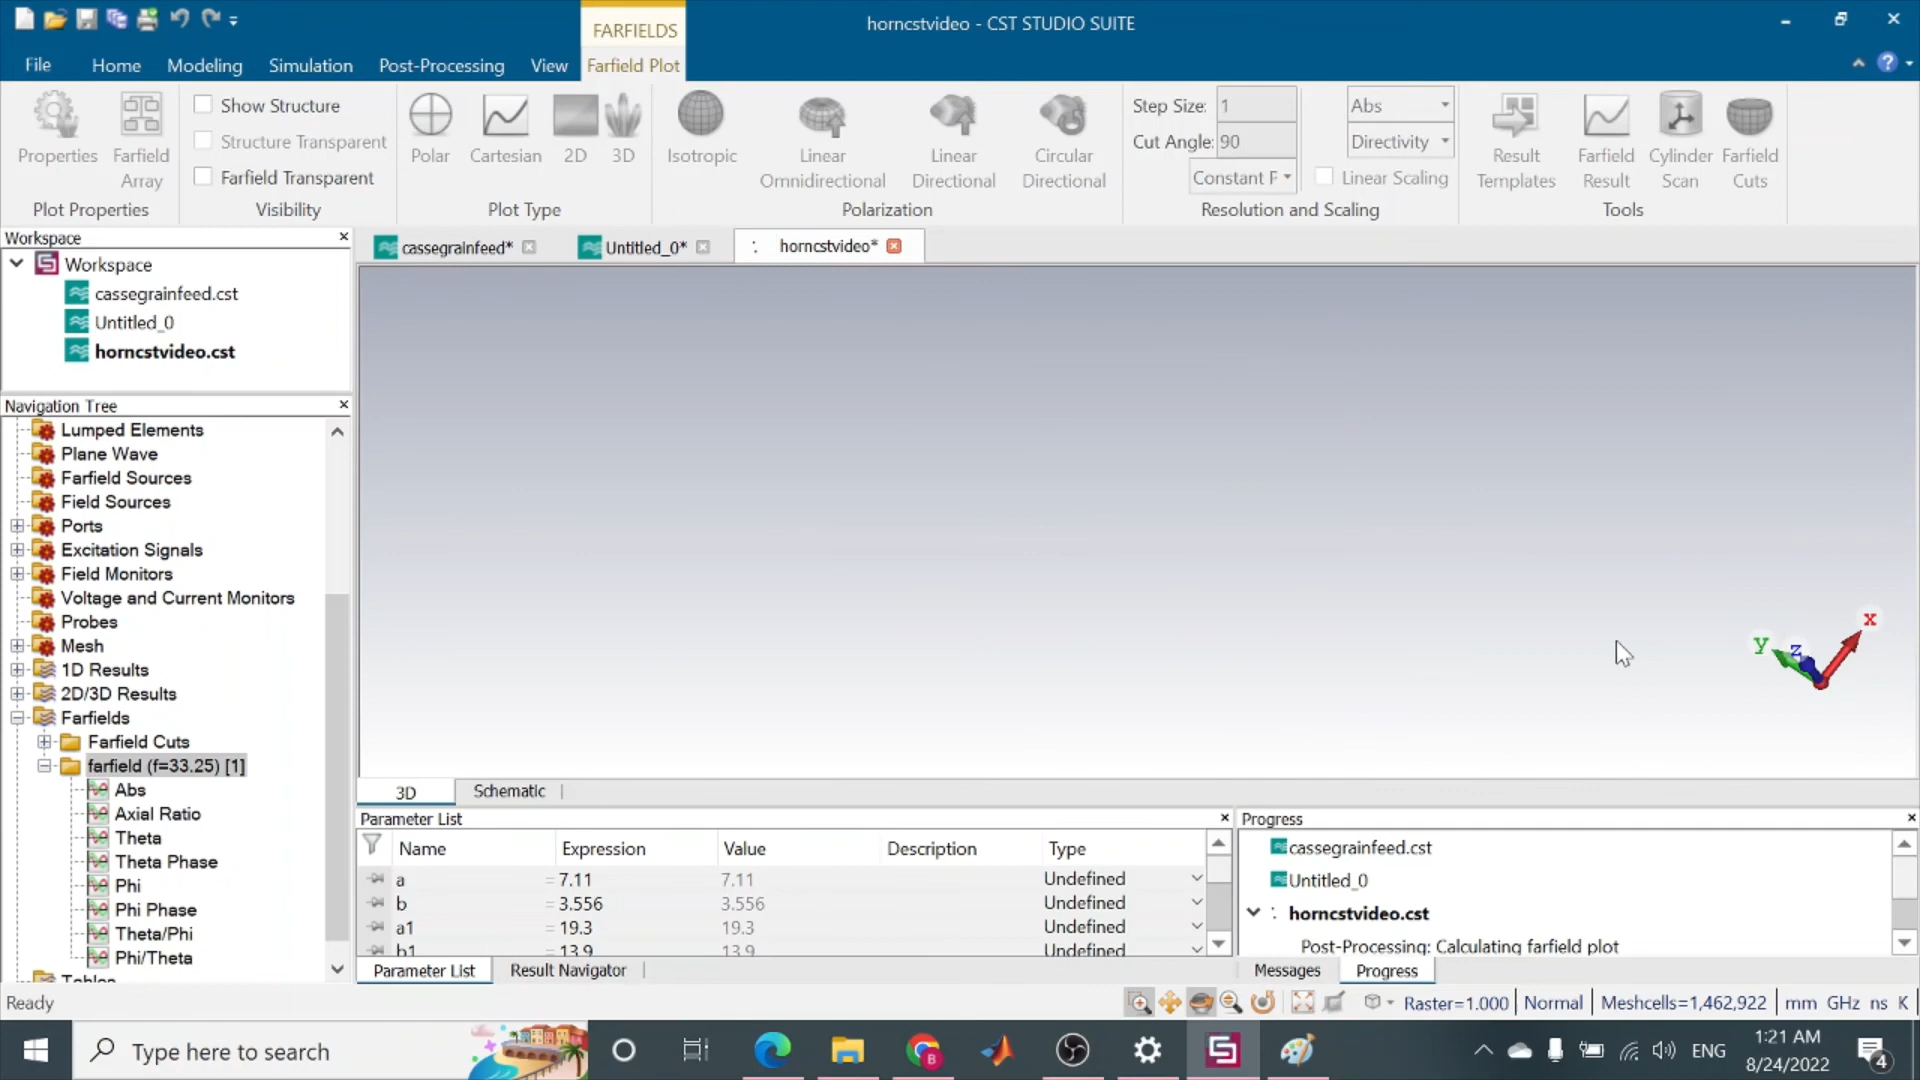 FARFIELDS
horncstvideo - CST STUDIO SUITE
File Home Modeling Simulation Post-Processing View Farfield Plot
Properties Farfield Array
Plot Properties
Show Structure
Structure Transparent
Farfield Transparent
Visibility
Polar Cartesian 2D 3D
Plot Type
Isotropic Linear Omnidirectional Linear Directional Circular Directional
Polarization
Step Size: 1
Cut Angle: 90
Constant F
Abs
Directivity
Linear Scaling
Resolution and Scaling
Result Templates Farfield Result Cylinder Scan Farfield Cuts
Tools
Workspace
Workspace
cassegrainfeed.cst
Untitled_0
horncstvideo.cst
cassegrainfeed* Untitled_0* horncstvideo*
Navigation Tree
Lumped Elements
Plane Wave
Farfield Sources
Field Sources
Ports
Excitation Signals
Field Monitors
Voltage and Current Monitors
Probes
Mesh
1D Results
2D/3D Results
Farfields
Farfield Cuts
farfield (f=33.25) [1]
Abs
Axial Ratio
Theta
Theta Phase
Phi
Phi Phase
Theta/Phi
Phi/Theta
Tables
x
y z
3D Schematic
Parameter List
Name Expression Value Description Type
a = 7.11 7.11 Undefined
b = 3.556 3.556 Undefined
a1 = 19.3 19.3 Undefined
b1 = 13.9 13.9 Undefined
Parameter List Result Navigator
Progress
cassegrainfeed.cst
Untitled_0
horncstvideo.cst
Post-Processing: Calculating farfield plot
Messages Progress
Ready
Raster=1.000 Normal Meshcells=1,462,922 mm GHz ns K
Type here to search
B
ENG
1:21 AM
8/24/2022
4